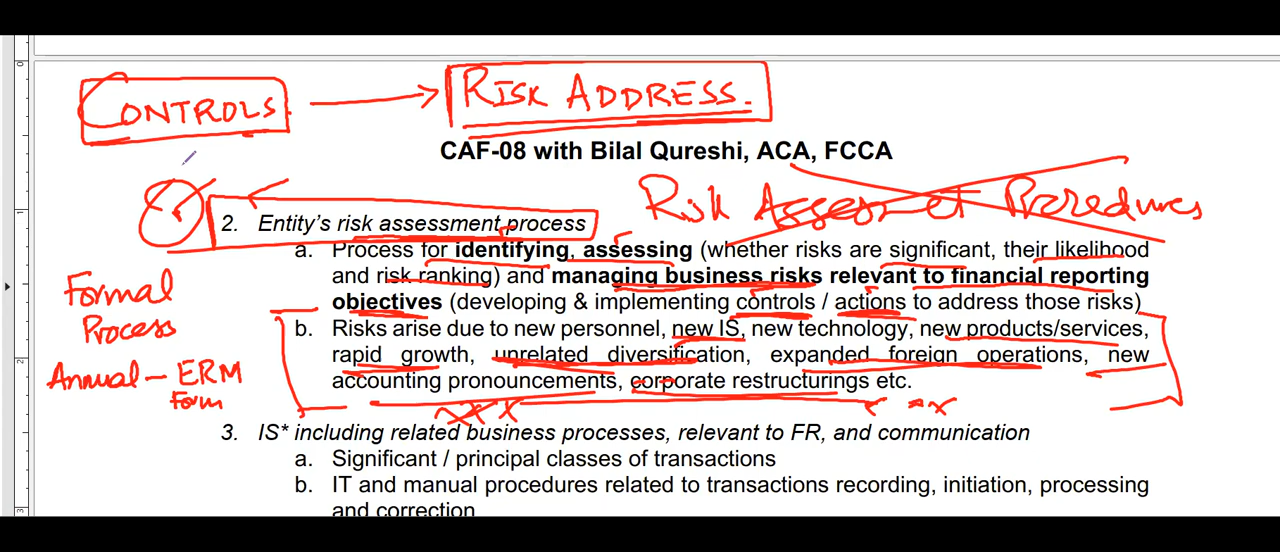 CONTROLS → RISK ADDRESS.
CAF-08 with Bilal Qureshi, ACA, FCCA
Risk Assessmet Procedures
2. Entity's risk assessment process
a. Process for identifying, assessing (whether risks are significant, their likelihood
and risk ranking) and managing business risks relevant to financial reporting
objectives (developing & implementing controls / actions to address those risks)
Formal
Process
b. Risks arise due to new personnel, new IS, new technology, new products/services,
rapid growth, unrelated diversification, expanded foreign operations, new
accounting pronouncements, corporate restructurings etc.
Annual – ERM
Form
3. IS* including related business processes, relevant to FR, and communication
a. Significant / principal classes of transactions
b. IT and manual procedures related to transactions recording, initiation, processing
and correction